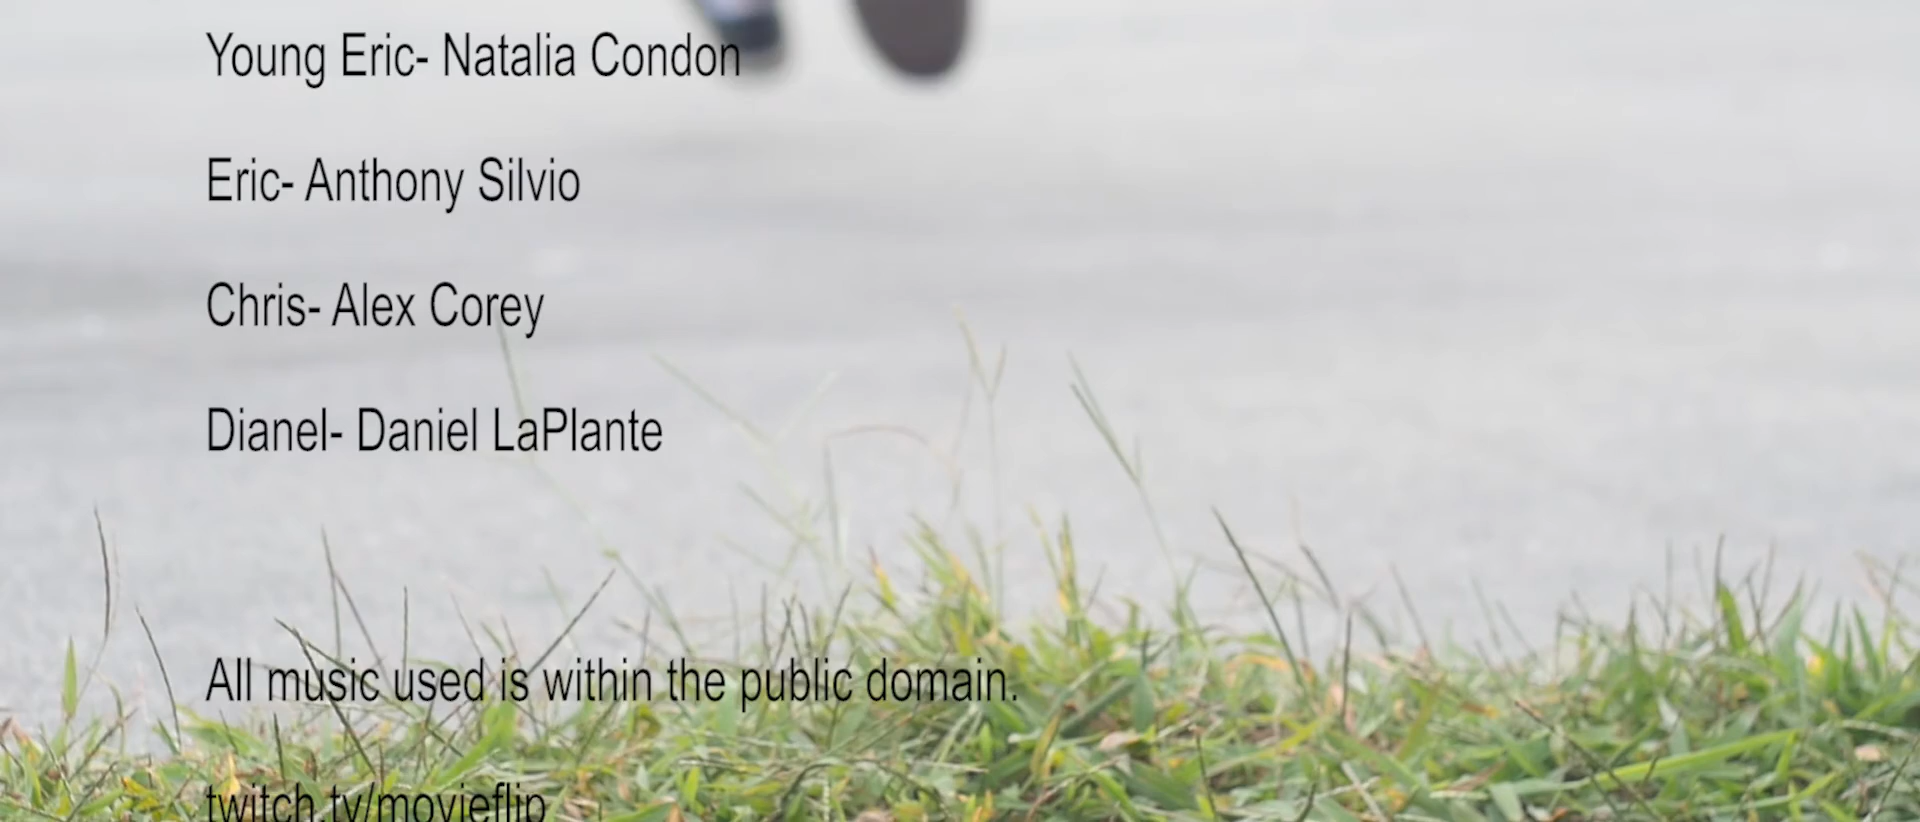 Young Eric- Natalia Condon
Eric- Anthony Silvio
Chris- Alex Corey
Dianel- Daniel LaPlante
All music used is within the public domain.
twitch.tv/movieflip